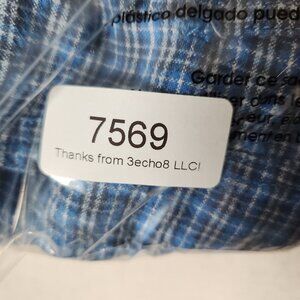 plástico delgado pued
Garder ce sa
7569
Thanks from 3echo8 LLC!